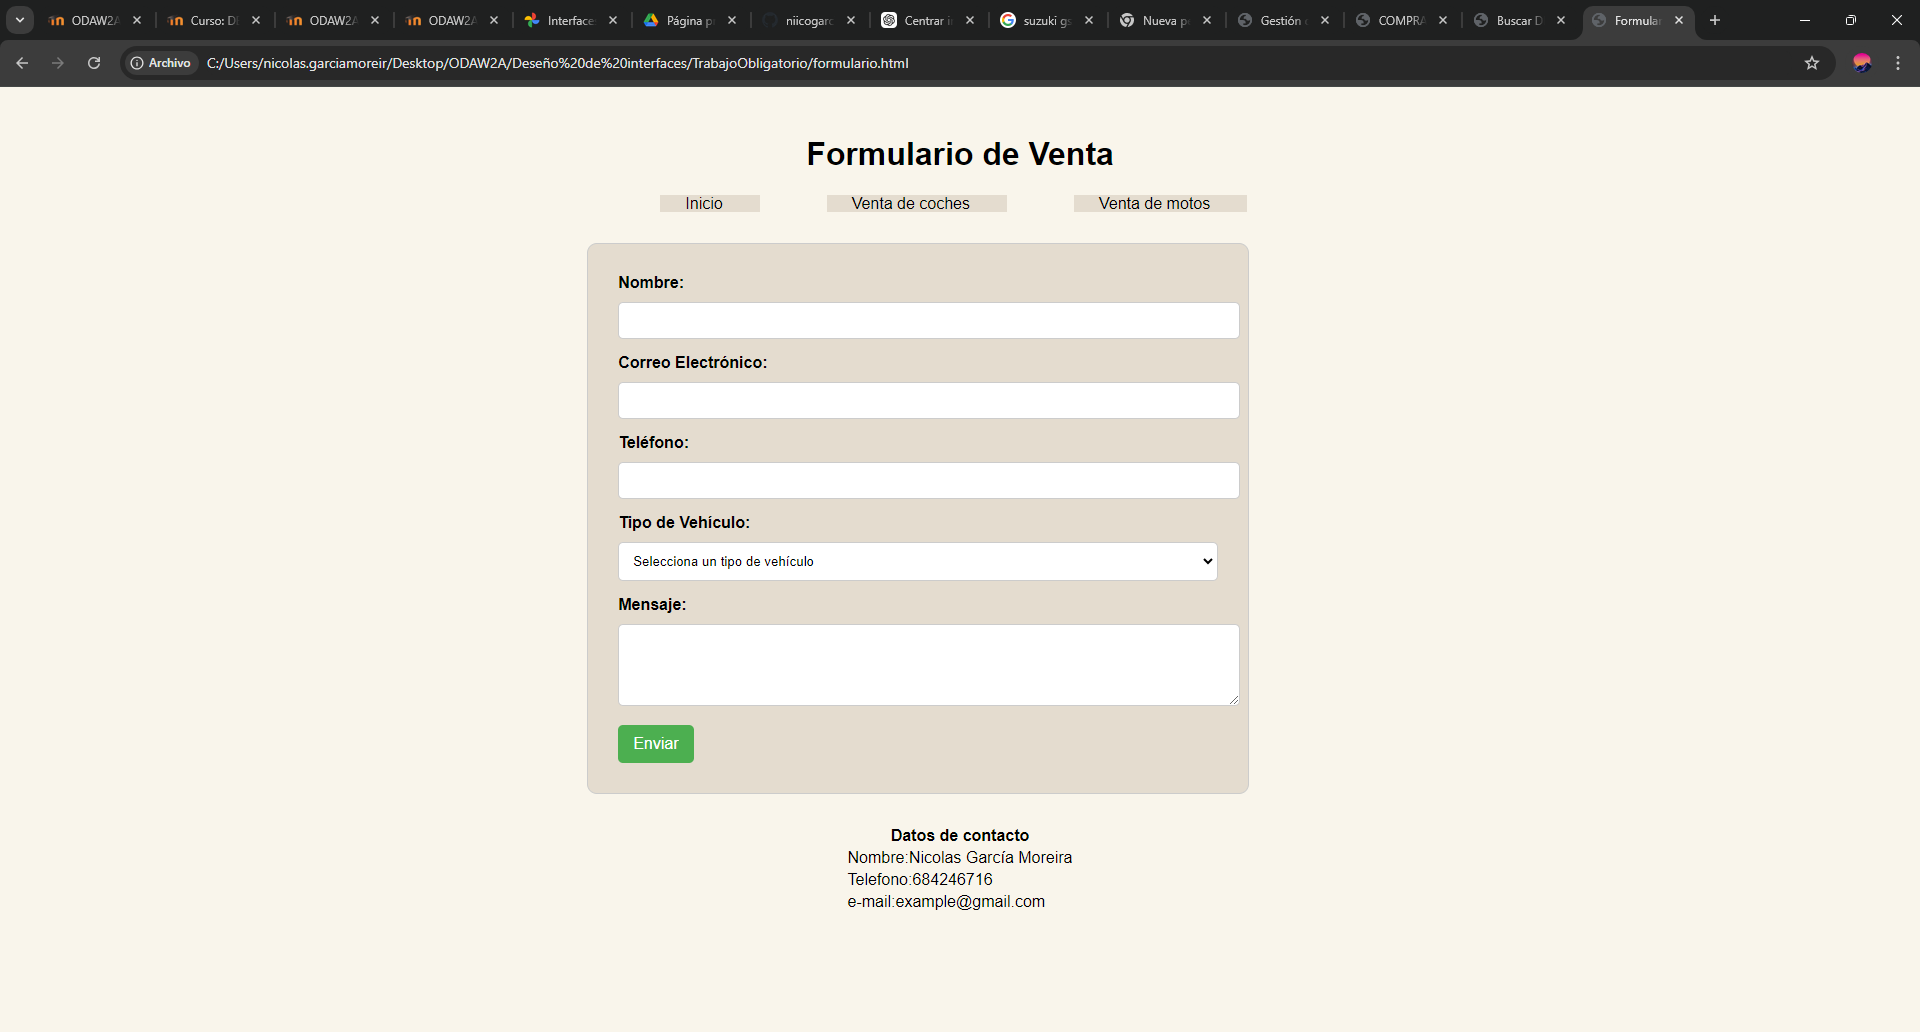 ODAW2A
Curso: DE
ODAW2A
ODAW2A
Interface
Página p
niicogarc
Centrar i
suzuki gs
Nueva p
Gestión
COMPRA
Buscar D
Formular
Archivo
C:/Users/nicolas.garciamoreir/Desktop/ODAW2A/Deseño%20de%20interfaces/TrabajoObligatorio/formulario.html
Formulario de Venta
Inicio
Venta de coches
Venta de motos
Nombre:
Correo Electrónico:
Teléfono:
Tipo de Vehículo:
Selecciona un tipo de vehículo
Mensaje:
Enviar
Datos de contacto
Nombre:Nicolas García Moreira
Telefono:684246716
e-mail:example@gmail.com